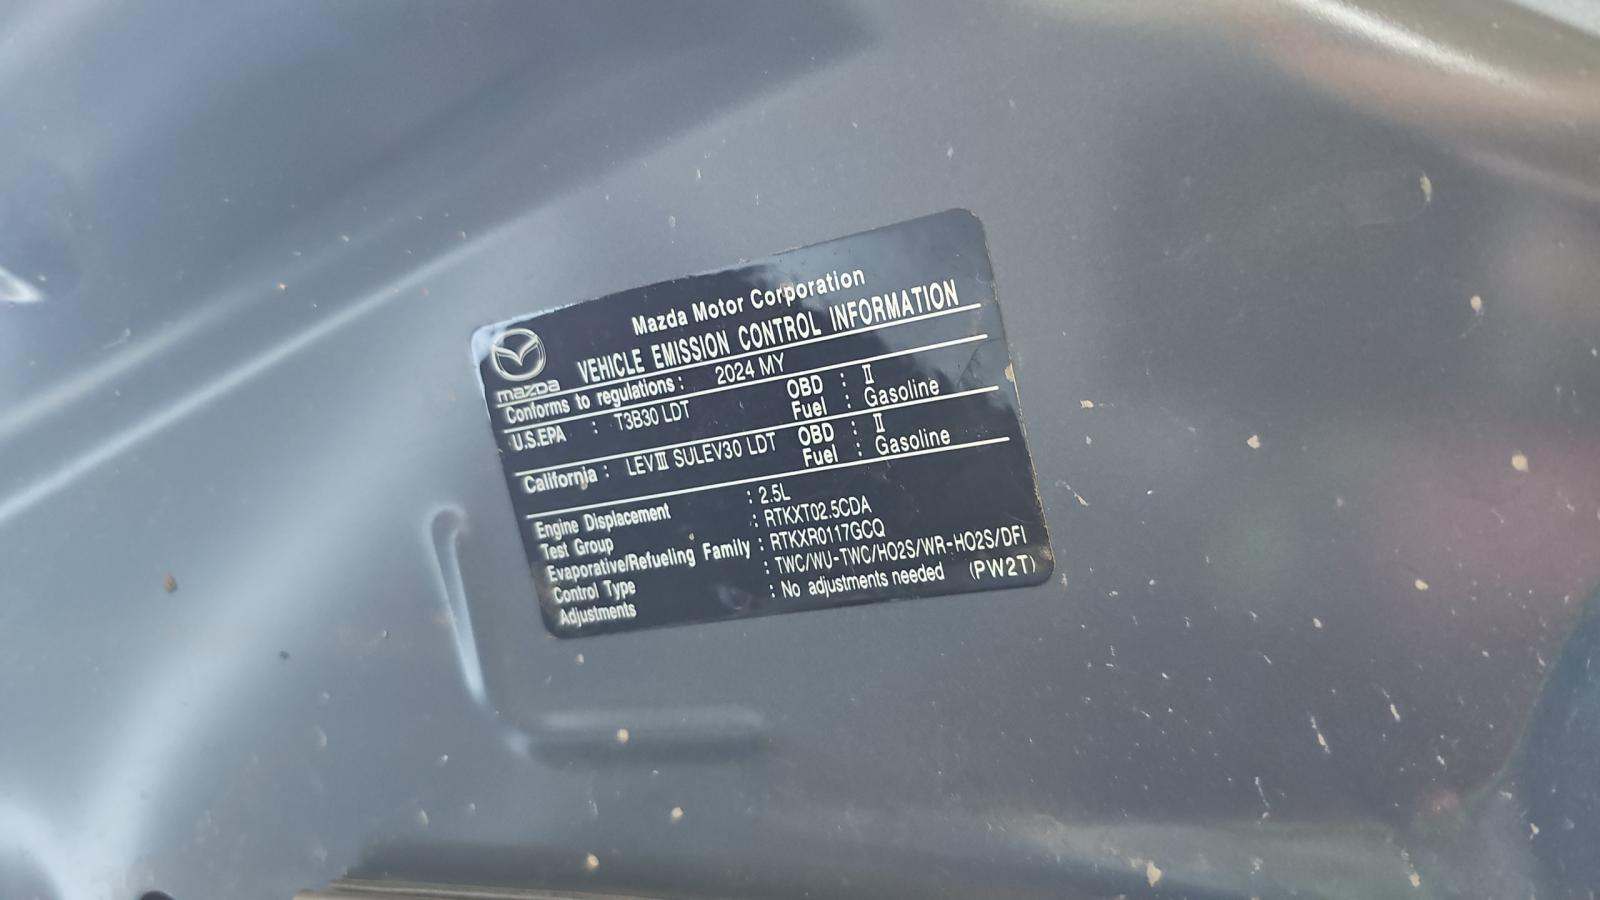 Mazda Motor Corporation
mazda VEHICLE EMISSION CONTROL INFORMATION
Conforms to regulations : 2024 MY
U.S.EPA : T3B30 LDT OBD : II
Fuel : Gasoline
California : LEVIII SULEV30 LDT OBD : II
Fuel : Gasoline
Engine Displacement : 2.5L
Test Group : RTKXT02.5CDA
Evaporative/Refueling Family : RTKXR0117GCQ
Control Type : TWC/WU-TWC/HO2S/WR-HO2S/DFI
Adjustments : No adjustments needed (PW2T)